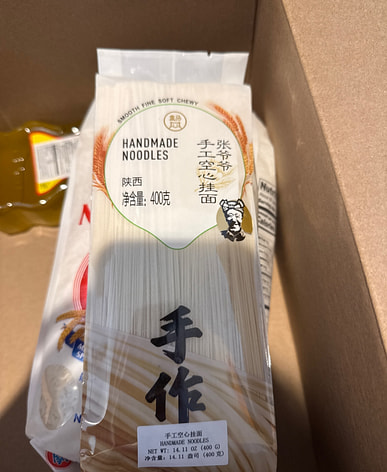 SMOOTH FINE SOFT CHEWY
HANDMADE
NOODLES
陕西
净含量：400克
张爷爷
手工空心挂面
手作
手工空心挂面
HANDMADE NOODLES
NET WT: 14.11 OZ (400 G)
净重: 14.11 盎司 (400 克)